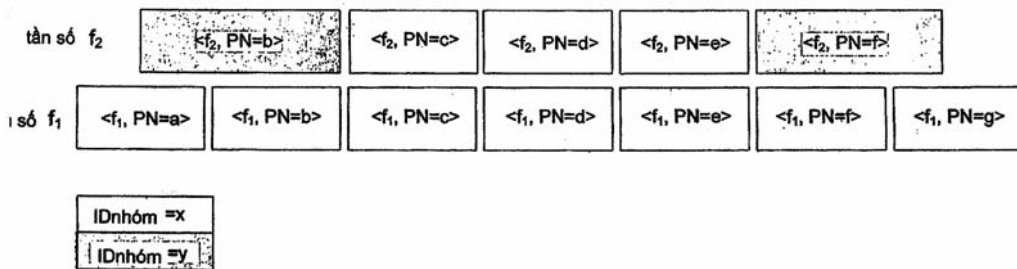 tần số f₂ <f₂, PN=b> <f₂, PN=c> <f₂, PN=d> <f₂, PN=e> <f₂, PN=f>
số f₁ <f₁, PN=a> <f₁, PN=b> <f₁, PN=c> <f₁, PN=d> <f₁, PN=e> <f₁, PN=f> <f₁, PN=g>
IDnhóm =x
IDnhóm =y